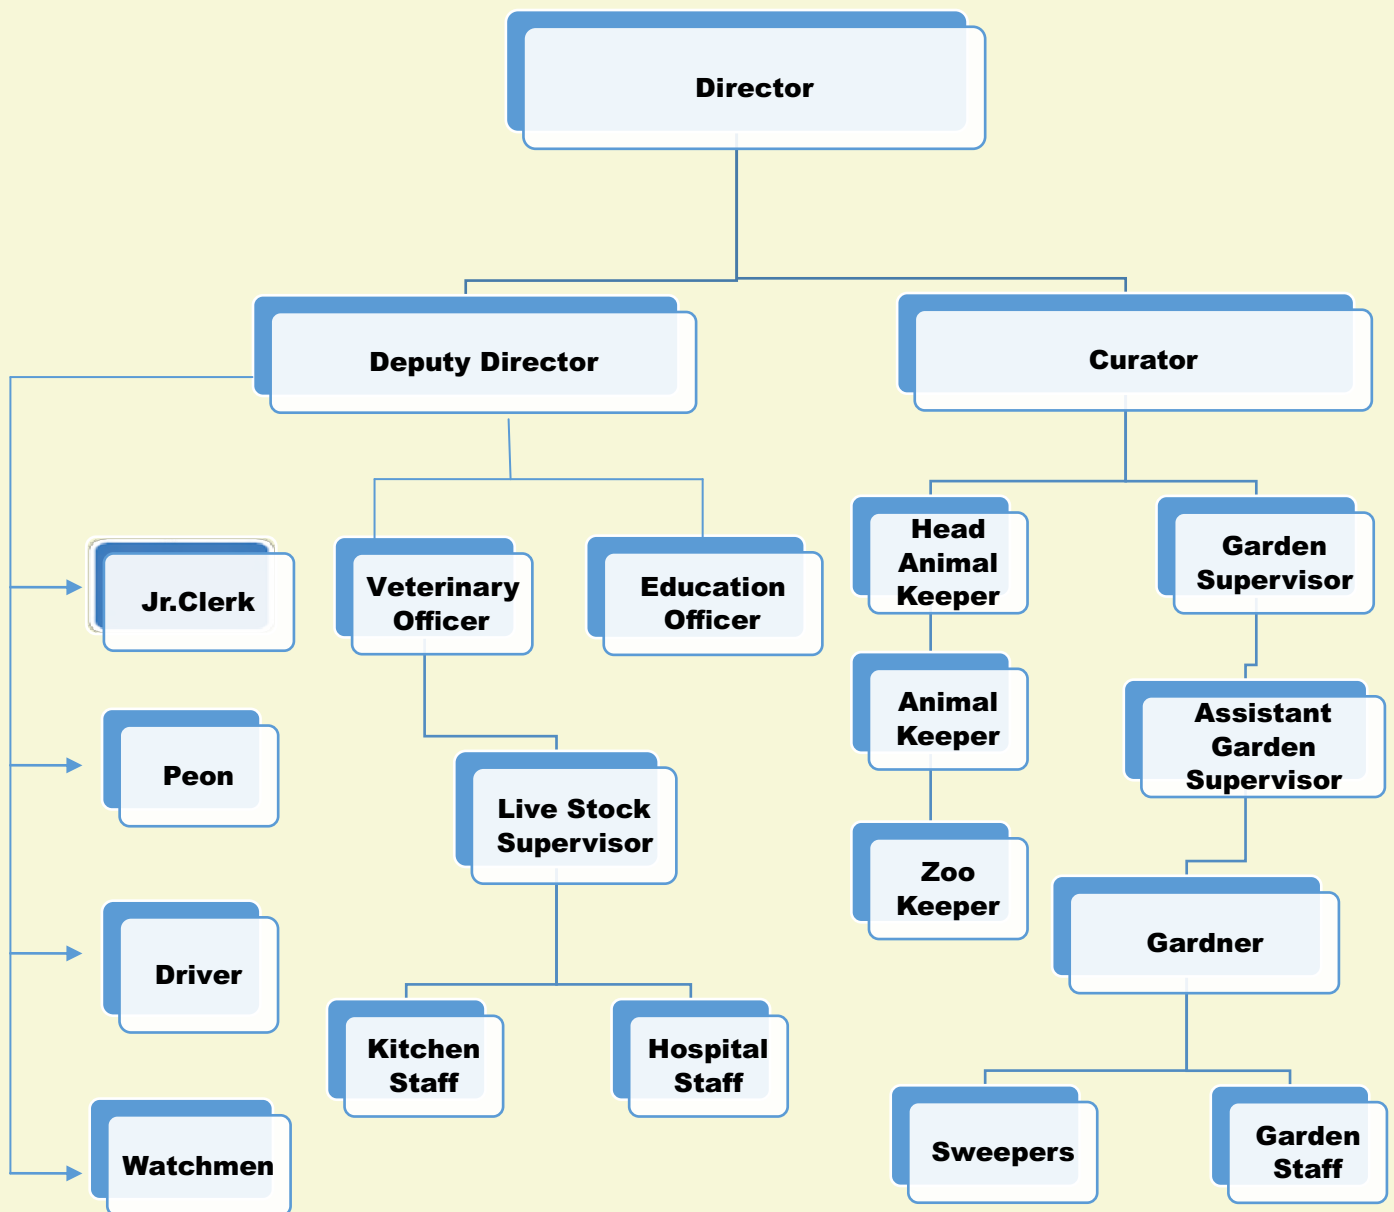 Director
Deputy Director
Curator
Jr.Clerk
Peon
Driver
Watchmen
Veterinary
Officer
Education
Officer
Live Stock
Supervisor
Kitchen
Staff
Hospital
Staff
Head
Animal
Keeper
Animal
Keeper
Zoo
Keeper
Garden
Supervisor
Assistant
Garden
Supervisor
Gardner
Sweepers
Garden
Staff